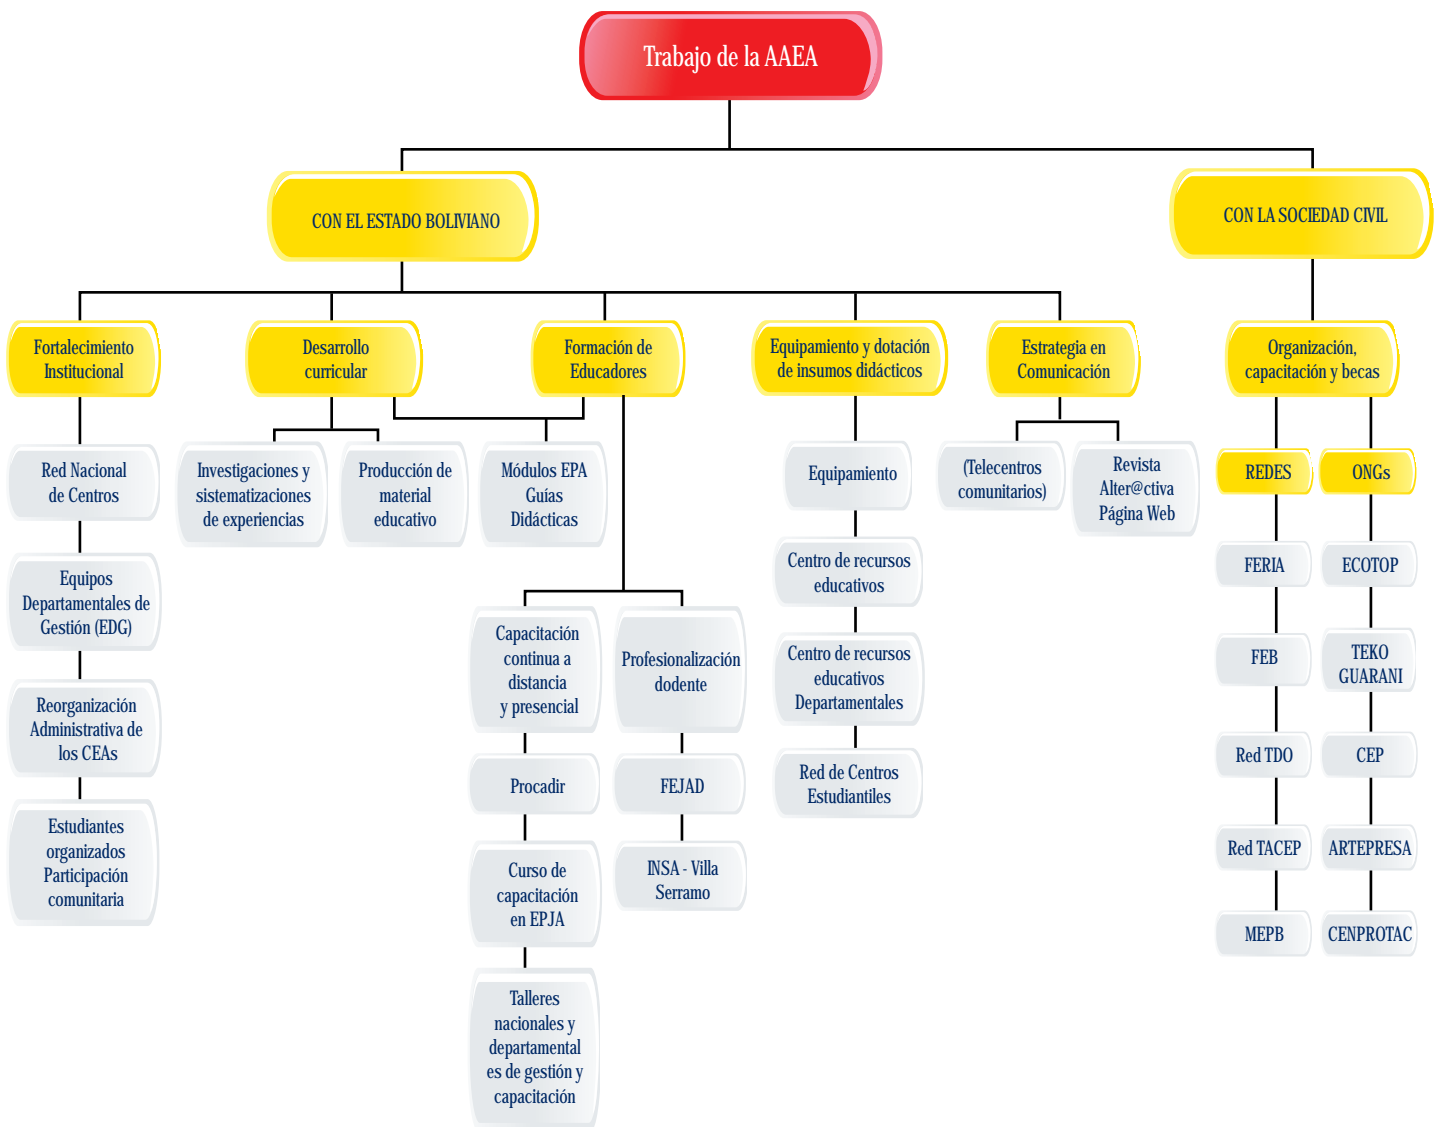 Trabajo de la AAEA
CON EL ESTADO BOLIVIANO
CON LA SOCIEDAD CIVIL
Fortalecimiento
Institucional
Desarrollo
curricular
Formación de
Educadores
Equipamiento y dotación
de insumos didácticos
Estrategia en
Comunicación
Organización,
capacitación y becas
Red Nacional
de Centros
Equipos
Departamentales de
Gestión (EDG)
Reorganización
Administrativa de
los CEAs
Estudiantes
organizados
Participación
comunitaria
Investigaciones y
sistematizaciones
de experiencias
Producción de
material
educativo
Módulos EPA
Guías
Didácticas
Capacitación
continua a
distancia
y presencial
Procadir
Curso de
capacitación
en EPJA
Talleres
nacionales y
departamental
es de gestión y
capacitación
Profesionalización
dodente
FEJAD
INSA - Villa
Serramo
Equipamiento
Centro de recursos
educativos
Centro de recursos
educativos
Departamentales
Red de Centros
Estudiantiles
(Telecentros
comunitarios)
Revista
Alter@ctiva
Página Web
REDES
FERIA
FEB
Red TDO
Red TACEP
MEPB
ONGs
ECOTOP
TEKO
GUARANI
CEP
ARTEPRESA
CENPROTAC